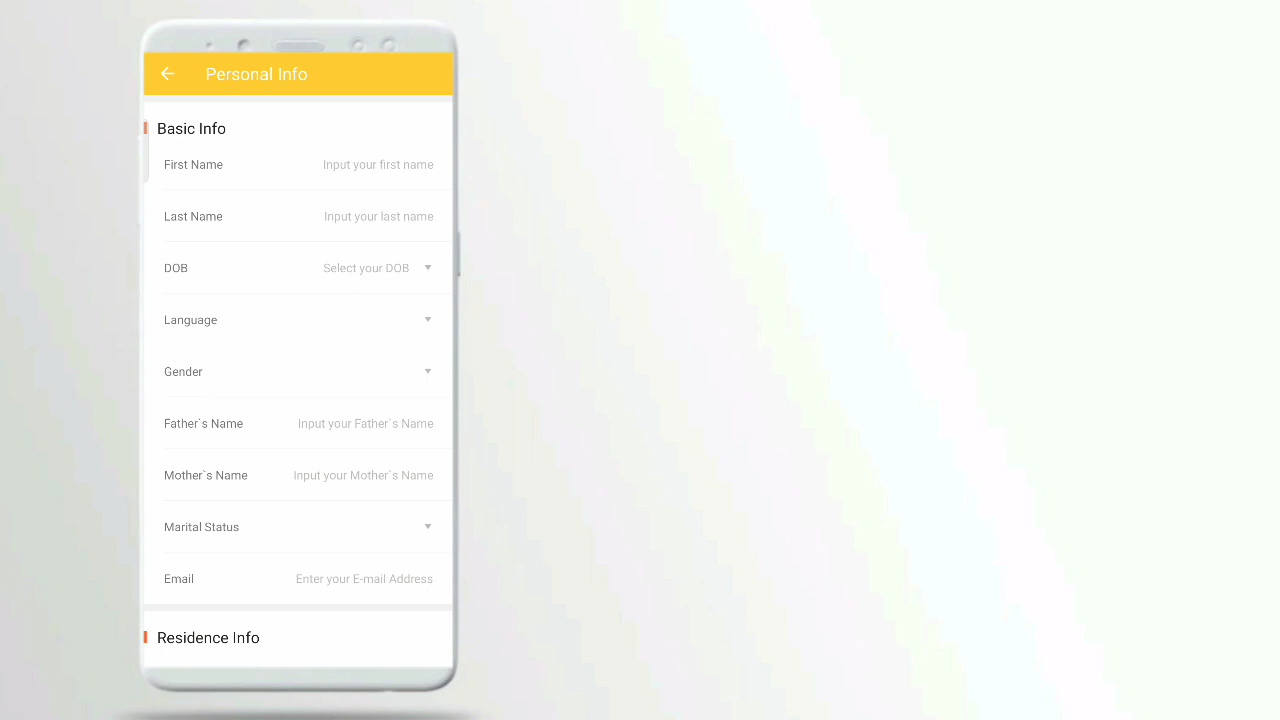 Personal Info
Basic Info
First Name Input your first name
Last Name Input your last name
DOB Select your DOB
Language
Gender
Father`s Name Input your Father`s Name
Mother`s Name Input your Mother`s Name
Marital Status
Email Enter your E-mail Address
Residence Info